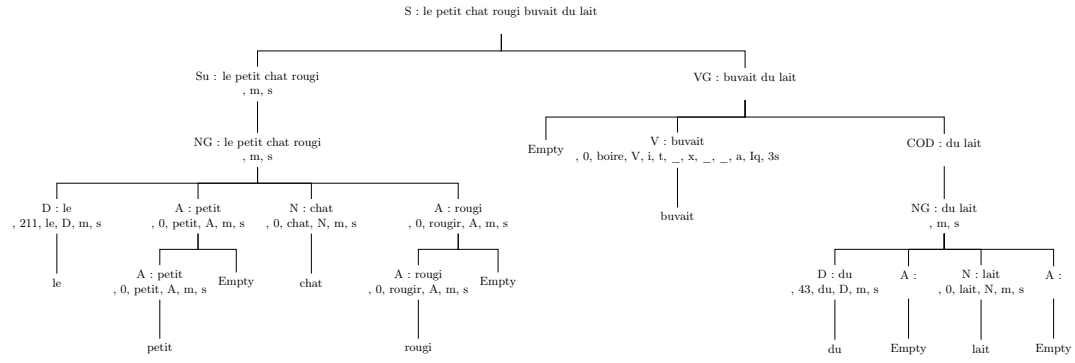 S : le petit chat rougi buvait du lait
Su : le petit chat rougi
, m, s
VG : buvait du lait
NG : le petit chat rougi
, m, s
Empty
V : buvait
, 0, boire, V, i, t, _, x, _, _, a, Iq, 3s
COD : du lait
D : le
, 211, le, D, m, s
A : petit
, 0, petit, A, m, s
N : chat
, 0, chat, N, m, s
A : rougi
, 0, rougir, A, m, s
buvait
NG : du lait
, m, s
le
A : petit
, 0, petit, A, m, s
Empty
chat
A : rougi
, 0, rougir, A, m, s
Empty
D : du
, 43, du, D, m, s
A :
N : lait
, 0, lait, N, m, s
A :
petit
rougi
du
Empty
lait
Empty